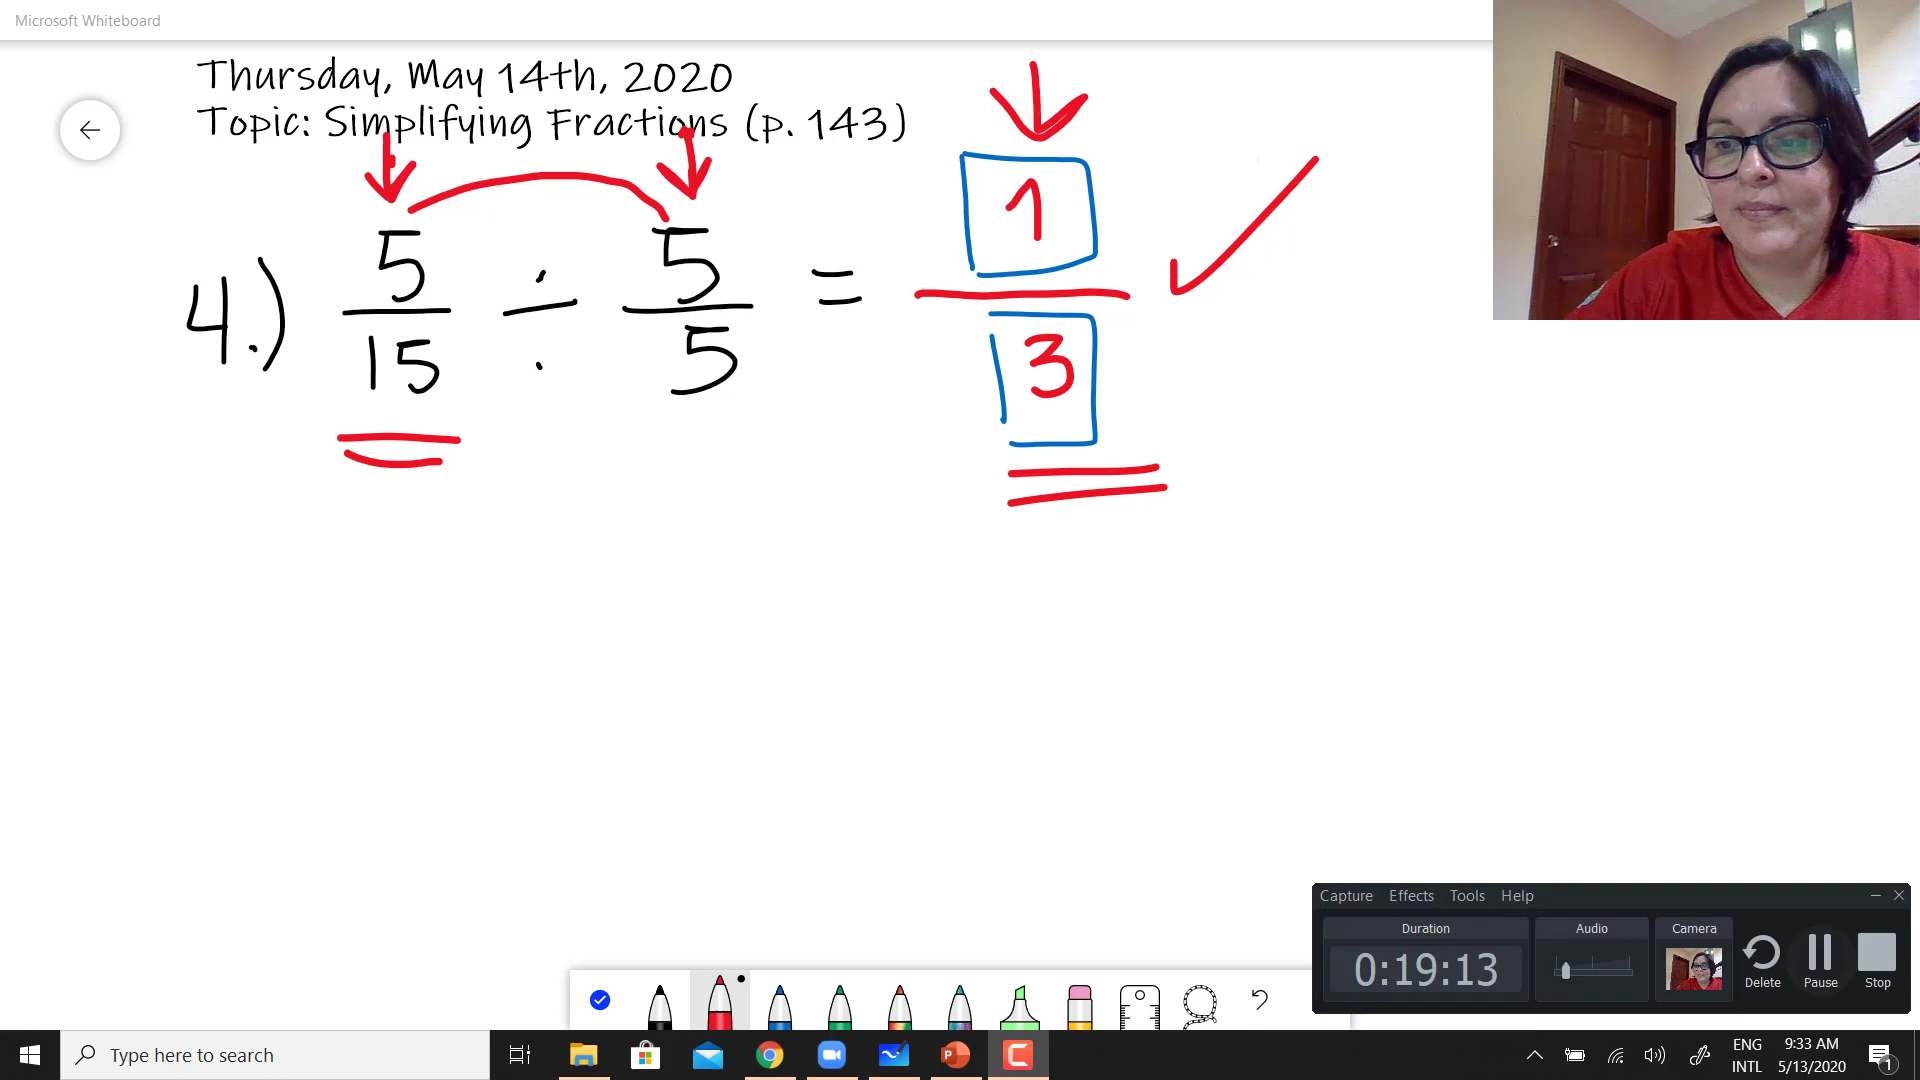 Microsoft Whiteboard
Thursday, May 14th, 2020
Topic: Simplifying Fractions (p. 143)
4.) 5/15 ÷ 5/5 = 1/3
Capture Effects Tools Help
Duration Audio Camera
0:19:13
Delete Pause Stop
Type here to search
ENG 9:33 AM
INTL 5/13/2020
1